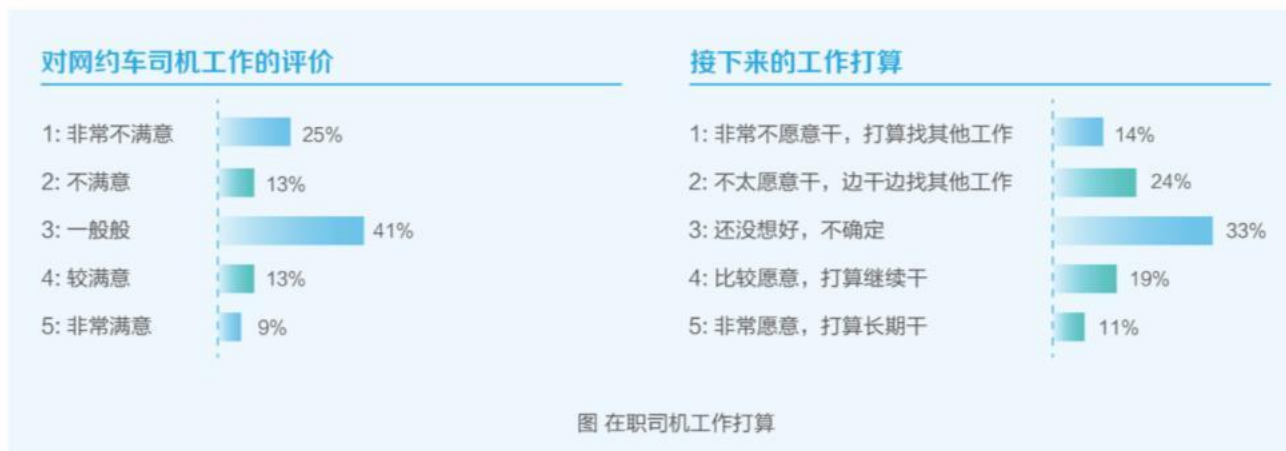 对网约车司机工作的评价
1: 非常不满意 25%
2: 不满意 13%
3: 一般般 41%
4: 较满意 13%
5: 非常满意 9%
接下来的工作打算
1: 非常不愿意干，打算找其他工作 14%
2: 不太愿意干，边干边找其他工作 24%
3: 还没想好，不确定 33%
4: 比较愿意，打算继续干 19%
5: 非常愿意，打算长期干 11%
图 在职司机工作打算